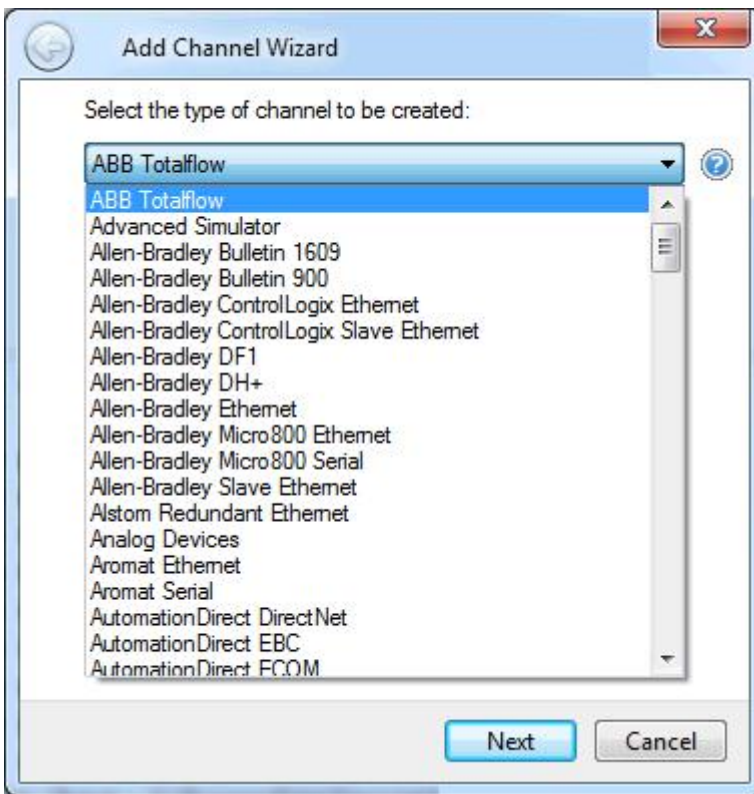 Add Channel Wizard
Select the type of channel to be created:
ABB Totalflow
ABB Totalflow
Advanced Simulator
Allen-Bradley Bulletin 1609
Allen-Bradley Bulletin 900
Allen-Bradley ControlLogix Ethernet
Allen-Bradley ControlLogix Slave Ethernet
Allen-Bradley DF1
Allen-Bradley DH+
Allen-Bradley Ethernet
Allen-Bradley Micro800 Ethernet
Allen-Bradley Micro800 Serial
Allen-Bradley Slave Ethernet
Alstom Redundant Ethernet
Analog Devices
Aromat Ethernet
Aromat Serial
AutomationDirect DirectNet
AutomationDirect EBC
AutomationDirect ECOM
Next Cancel